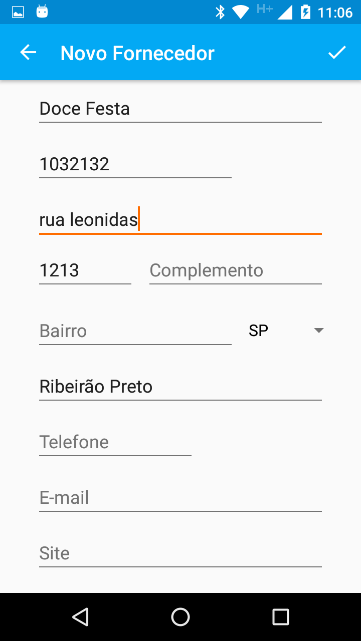 H+ 11:06
Novo Fornecedor
Doce Festa
1032132
rua leonidas
1213 Complemento
Bairro SP
Ribeirão Preto
Telefone
E-mail
Site